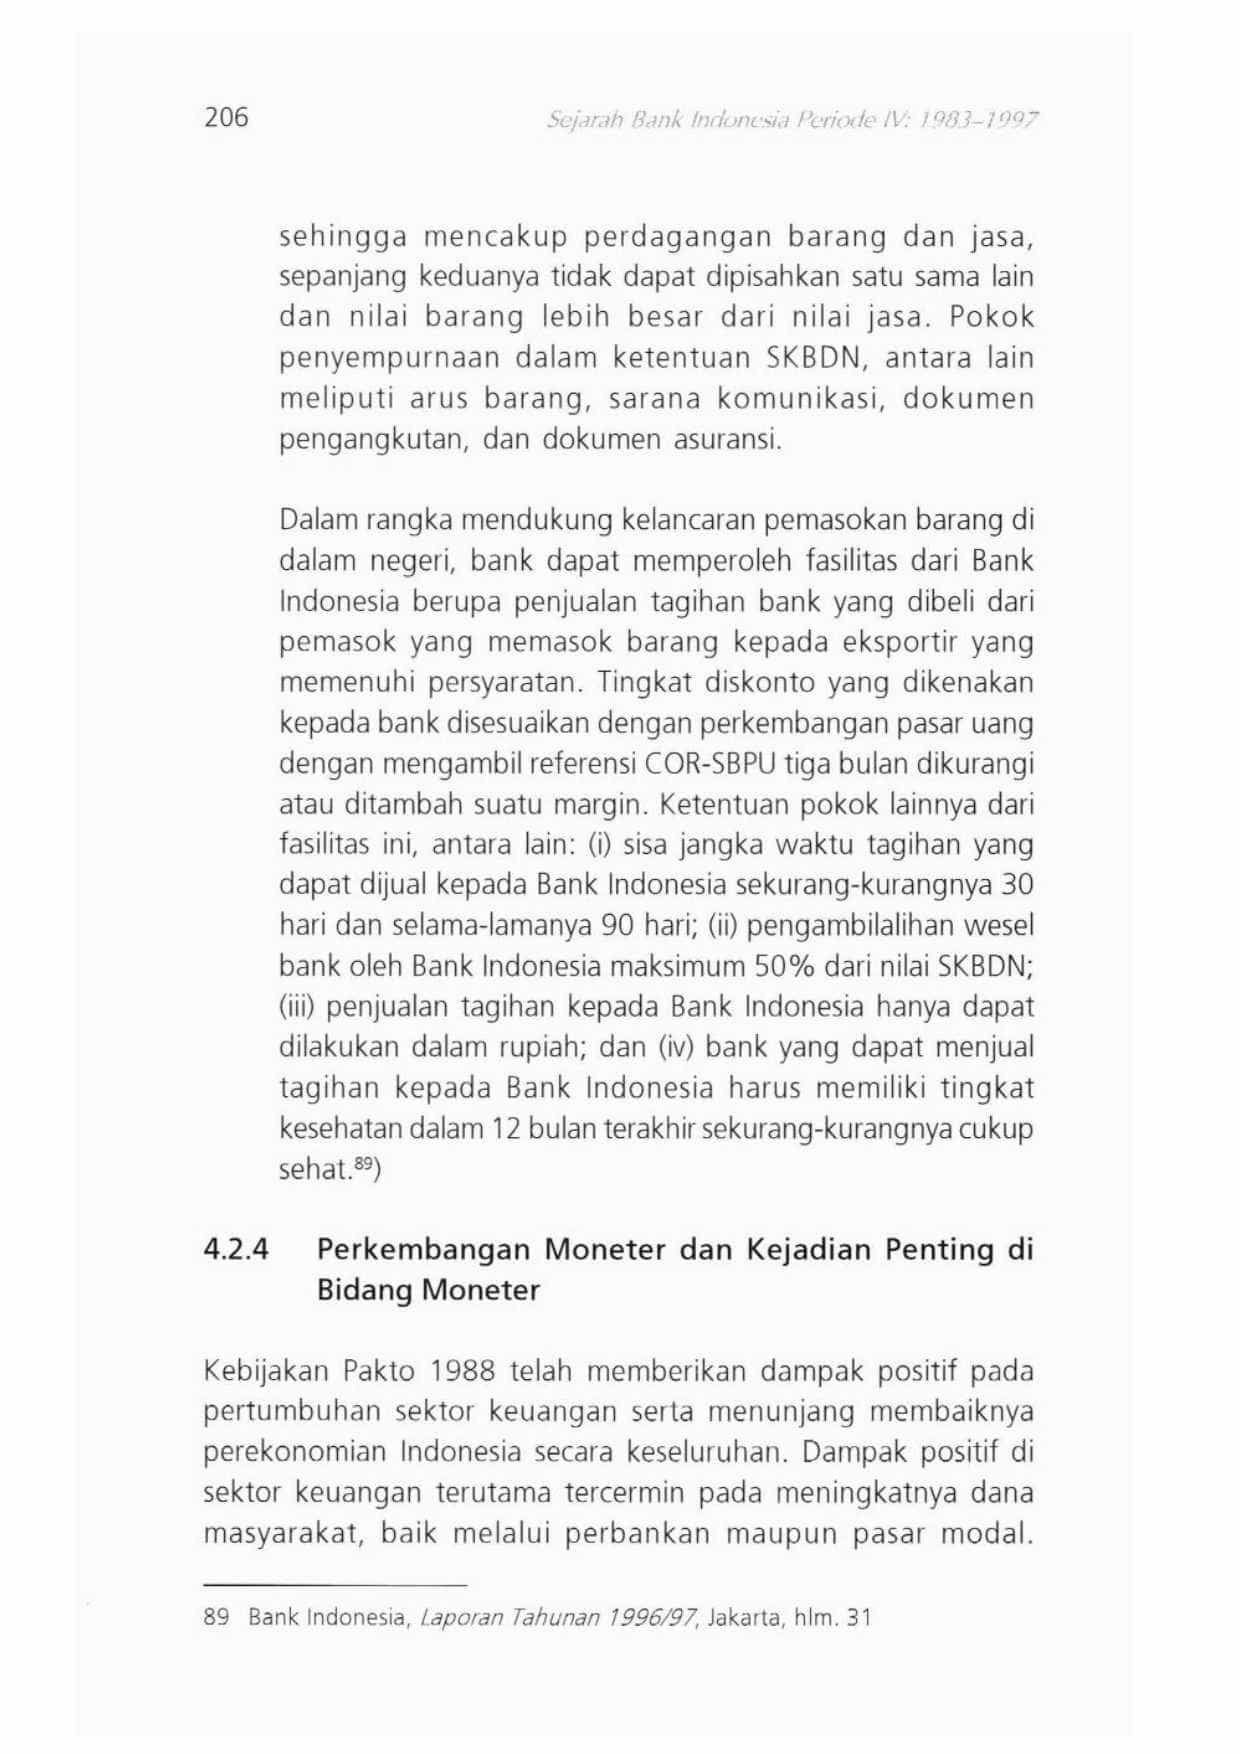 206
Sejarah Bank Indonesia Periode IV: 1983–1997
sehingga mencakup perdagangan barang dan jasa,
sepanjang keduanya tidak dapat dipisahkan satu sama lain
dan nilai barang lebih besar dari nilai jasa. Pokok
penyempurnaan dalam ketentuan SKBDN, antara lain
meliputi arus barang, sarana komunikasi, dokumen
pengangkutan, dan dokumen asuransi.
Dalam rangka mendukung kelancaran pemasokan barang di
dalam negeri, bank dapat memperoleh fasilitas dari Bank
Indonesia berupa penjualan tagihan bank yang dibeli dari
pemasok yang memasok barang kepada eksportir yang
memenuhi persyaratan. Tingkat diskonto yang dikenakan
kepada bank disesuaikan dengan perkembangan pasar uang
dengan mengambil referensi COR-SBPU tiga bulan dikurangi
atau ditambah suatu margin. Ketentuan pokok lainnya dari
fasilitas ini, antara lain: (i) sisa jangka waktu tagihan yang
dapat dijual kepada Bank Indonesia sekurang-kurangnya 30
hari dan selama-lamanya 90 hari; (ii) pengambilalihan wesel
bank oleh Bank Indonesia maksimum 50% dari nilai SKBDN;
(iii) penjualan tagihan kepada Bank Indonesia hanya dapat
dilakukan dalam rupiah; dan (iv) bank yang dapat menjual
tagihan kepada Bank Indonesia harus memiliki tingkat
kesehatan dalam 12 bulan terakhir sekurang-kurangnya cukup
sehat.89)
4.2.4 Perkembangan Moneter dan Kejadian Penting di
Bidang Moneter
Kebijakan Pakto 1988 telah memberikan dampak positif pada
pertumbuhan sektor keuangan serta menunjang membaiknya
perekonomian Indonesia secara keseluruhan. Dampak positif di
sektor keuangan terutama tercermin pada meningkatnya dana
masyarakat, baik melalui perbankan maupun pasar modal.
89 Bank Indonesia, Laporan Tahunan 1996/97, Jakarta, hlm. 31